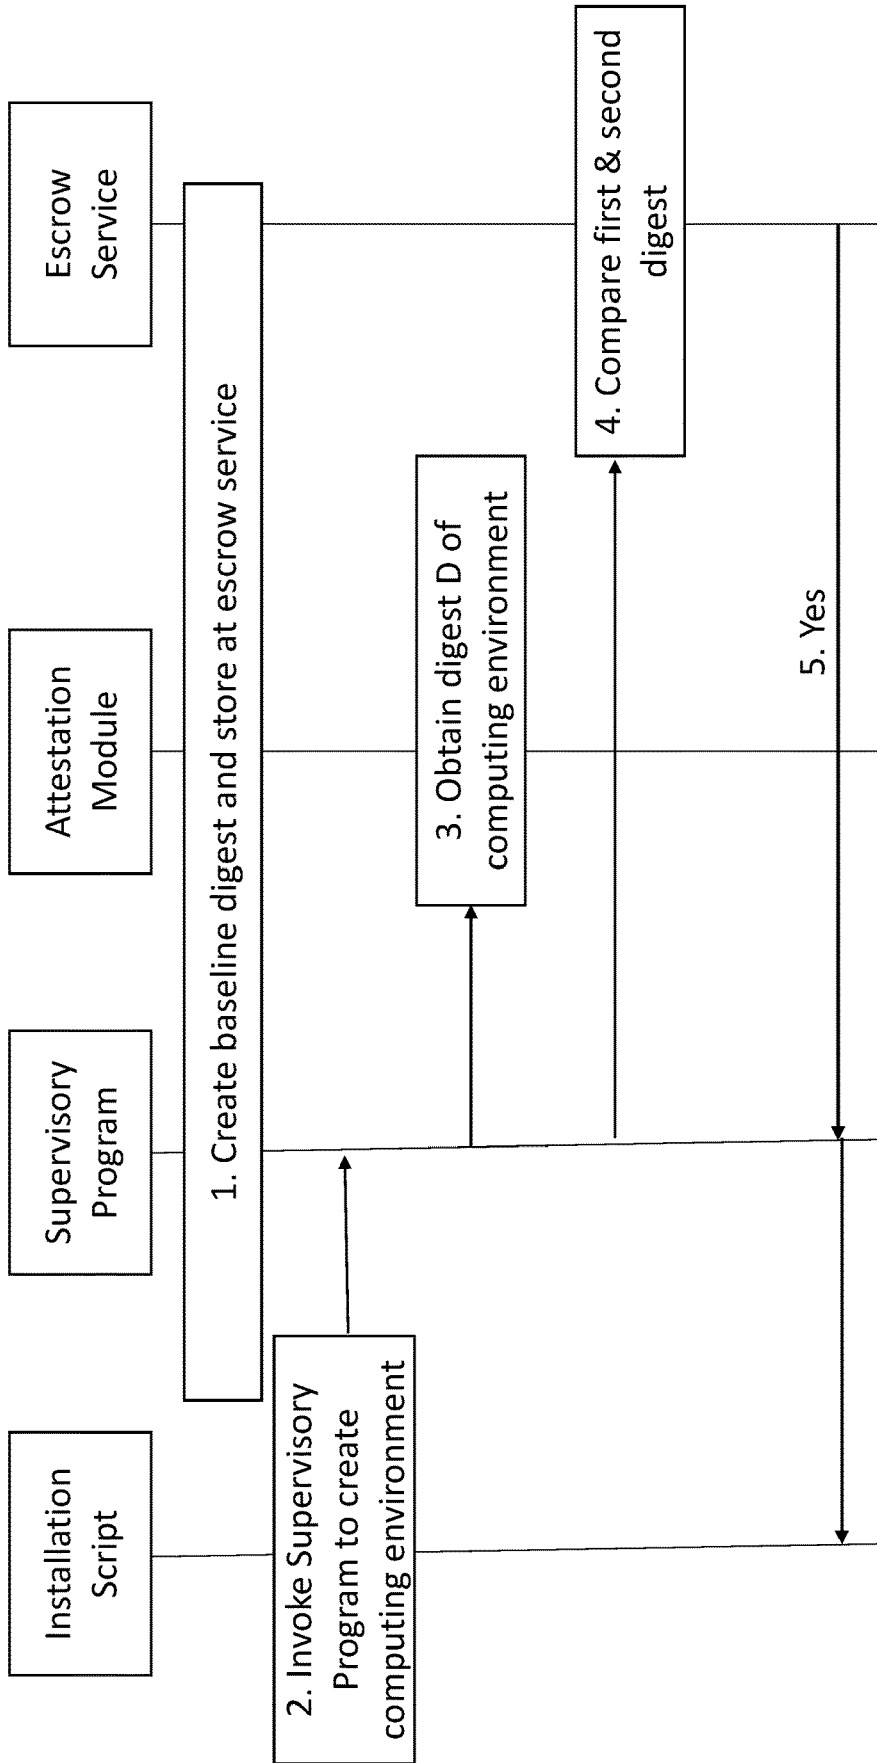 Installation
Script
Supervisory
Program
Attestation
Module
Escrow
Service
1. Create baseline digest and store at escrow service
2. Invoke Supervisory
Program to create
computing environment
3. Obtain digest D of
computing environment
4. Compare first & second
digest
5. Yes